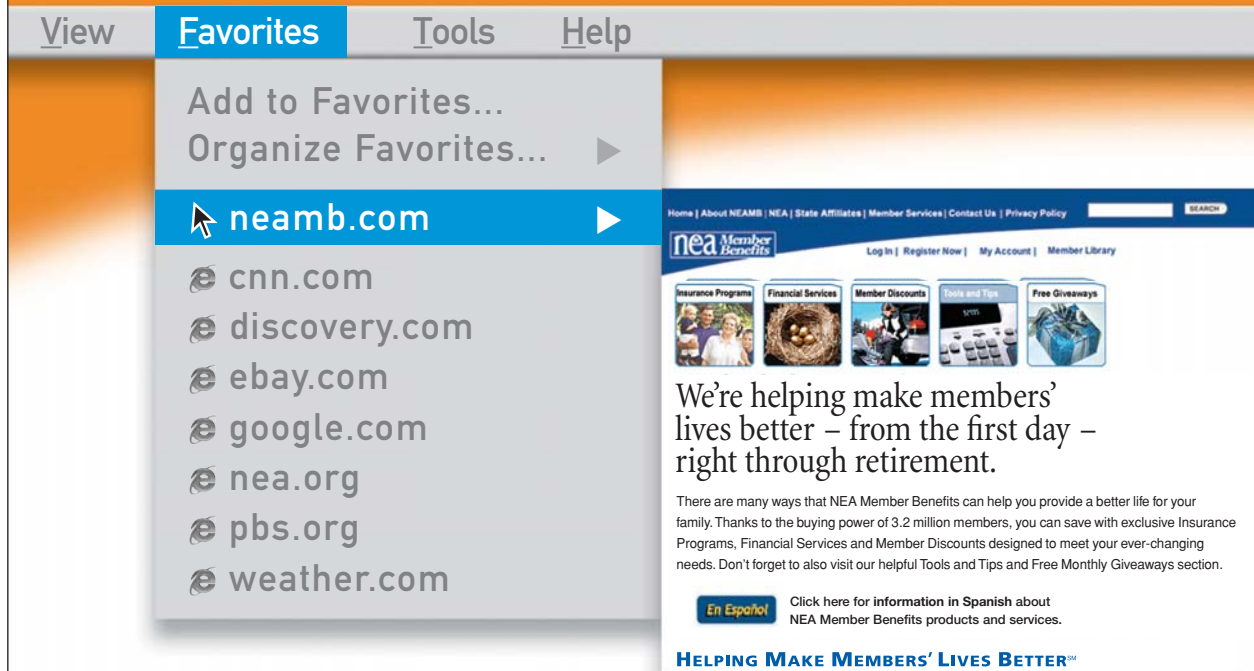 View Favorites Tools Help
Add to Favorites...
Organize Favorites...
neamb.com
cnn.com
discovery.com
ebay.com
google.com
nea.org
pbs.org
weather.com
Home | About NEAMB | NEA | State Affiliates | Member Services | Contact Us | Privacy Policy SEARCH
nea Member Benefits
Log In | Register Now | My Account | Member Library
Insurance Programs Financial Services Member Discounts Tools and Tips Free Giveaways
We're helping make members'
lives better – from the first day –
right through retirement.
There are many ways that NEA Member Benefits can help you provide a better life for your
family. Thanks to the buying power of 3.2 million members, you can save with exclusive Insurance
Programs, Financial Services and Member Discounts designed to meet your ever-changing
needs. Don't forget to also visit our helpful Tools and Tips and Free Monthly Giveaways section.
En Español
Click here for information in Spanish about
NEA Member Benefits products and services.
HELPING MAKE MEMBERS' LIVES BETTER℠